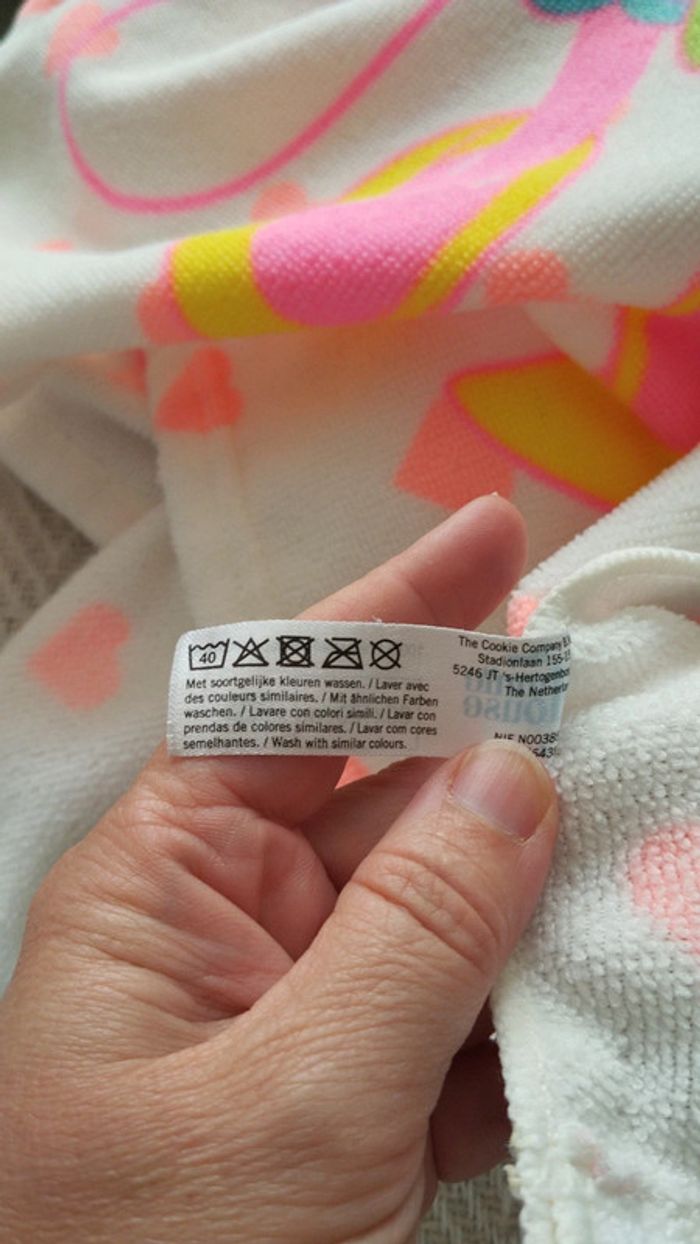 40
Met soortgelijke kleuren wassen. / Laver avec
des couleurs similaires. / Mit ähnlichen Farben
waschen. / Lavare con colori simili. / Lavar con
prendas de colores similares. / Lavar com cores
semelhantes. / Wash with similar colours.
The Cookie Company
Stadionlaan
5246 JT
The
NIF